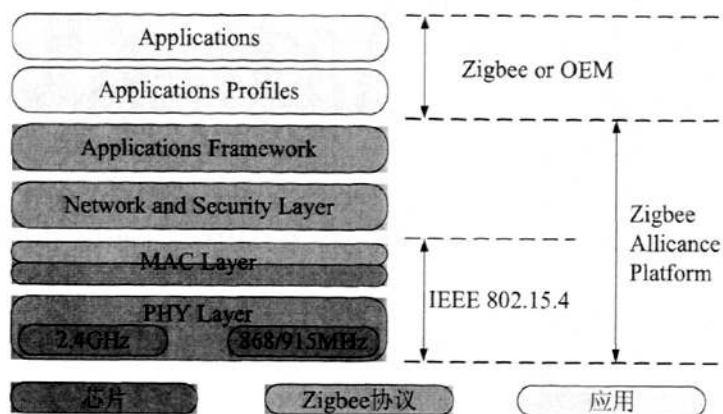 Applications
Applications Profiles
Applications Framework
Network and Security Layer
MAC Layer
PHY Layer
2.4GHz
868/915MHz
Zigbee or OEM
Zigbee
Allicance
Platform
IEEE 802.15.4
芯片
Zigbee协议
应用